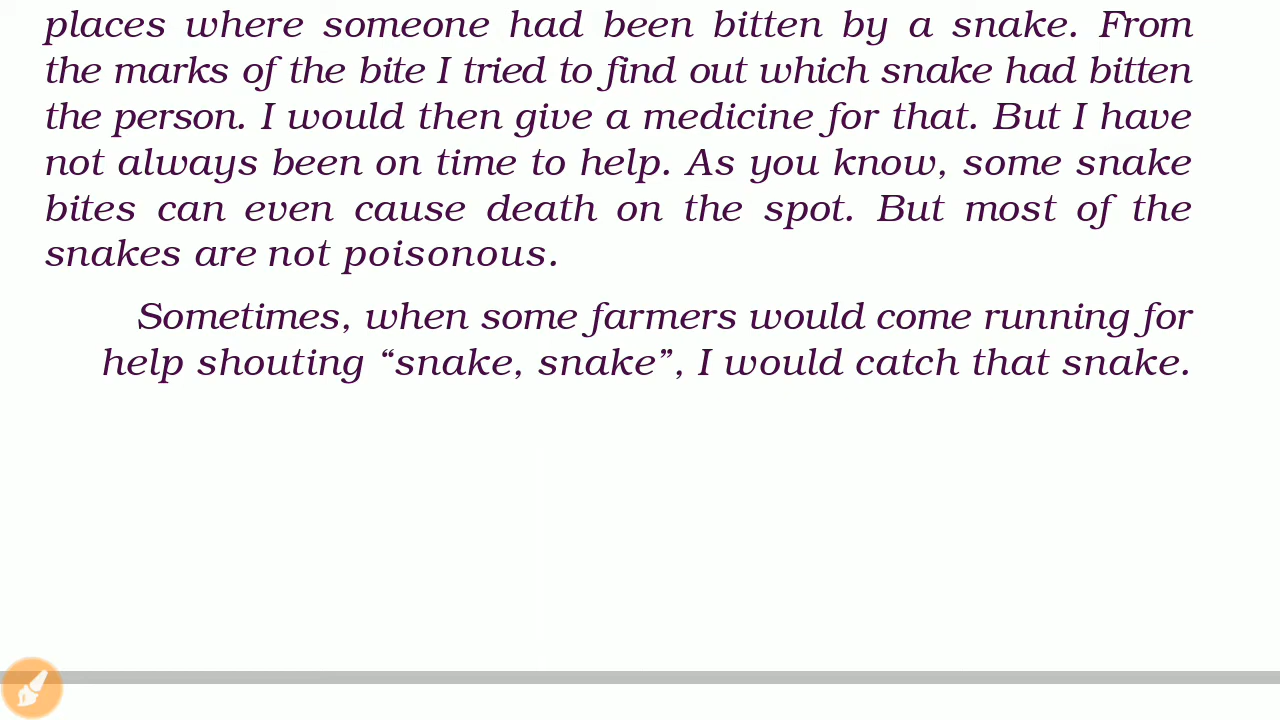 places where someone had been bitten by a snake. From
the marks of the bite I tried to find out which snake had bitten
the person. I would then give a medicine for that. But I have
not always been on time to help. As you know, some snake
bites can even cause death on the spot. But most of the
snakes are not poisonous.
Sometimes, when some farmers would come running for
help shouting “snake, snake”, I would catch that snake.